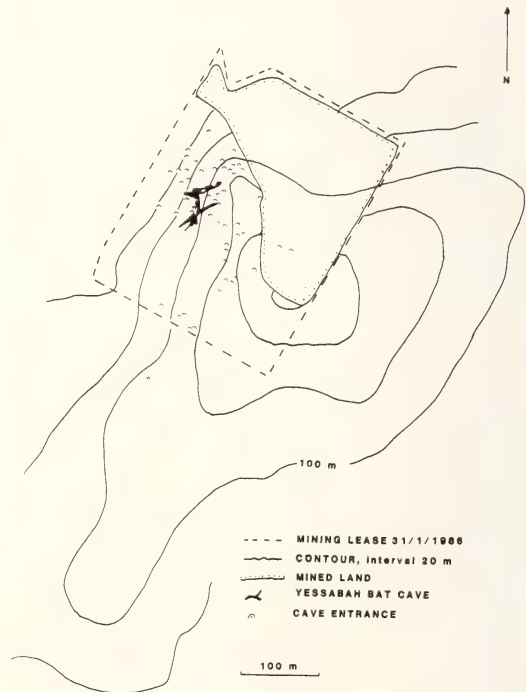 N
100 m
MINING LEASE 31/1/1986
CONTOUR, interval 20 m
MINED LAND
YESSABAH BAT CAVE
CAVE ENTRANCE
100 m